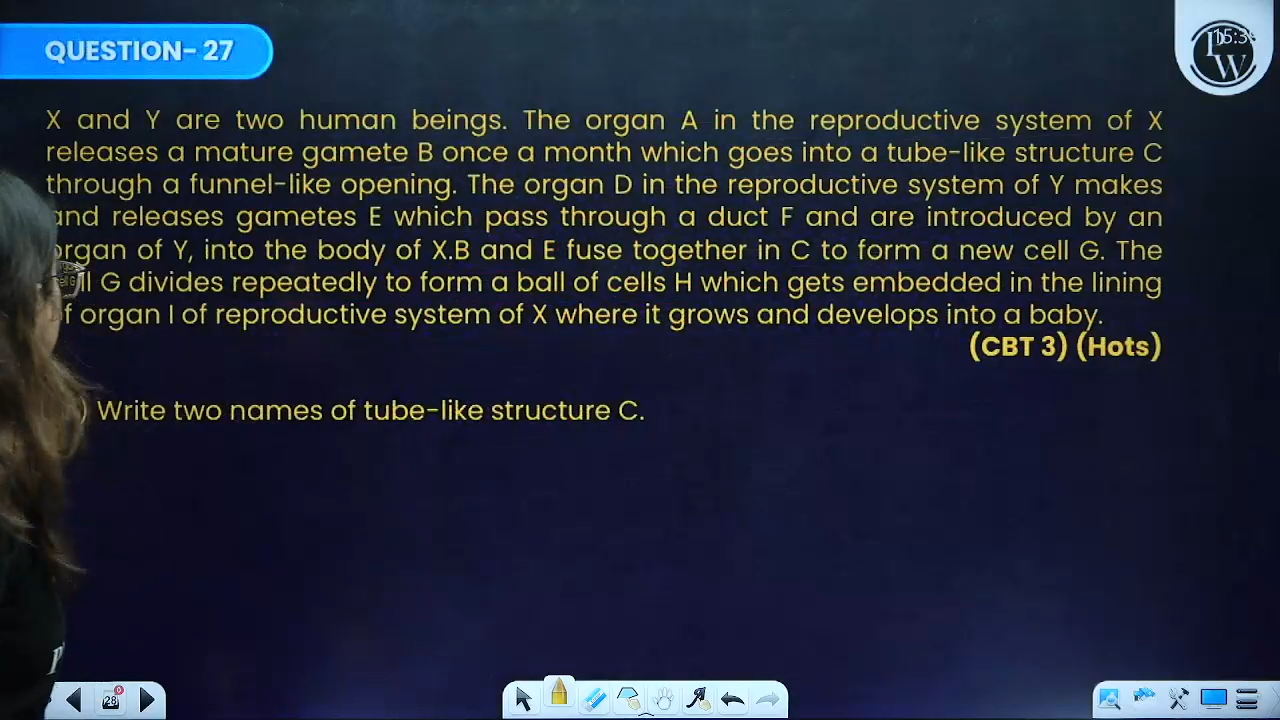 QUESTION- 27
15:3
W
X and Y are two human beings. The organ A in the reproductive system of X
releases a mature gamete B once a month which goes into a tube-like structure C
through a funnel-like opening. The organ D in the reproductive system of Y makes
and releases gametes E which pass through a duct F and are introduced by an
organ of Y, into the body of X.B and E fuse together in C to form a new cell G. The
G divides repeatedly to form a ball of cells H which gets embedded in the lining
of organ I of reproductive system of X where it grows and develops into a baby.
(CBT 3) (Hots)
) Write two names of tube-like structure C.
P
28